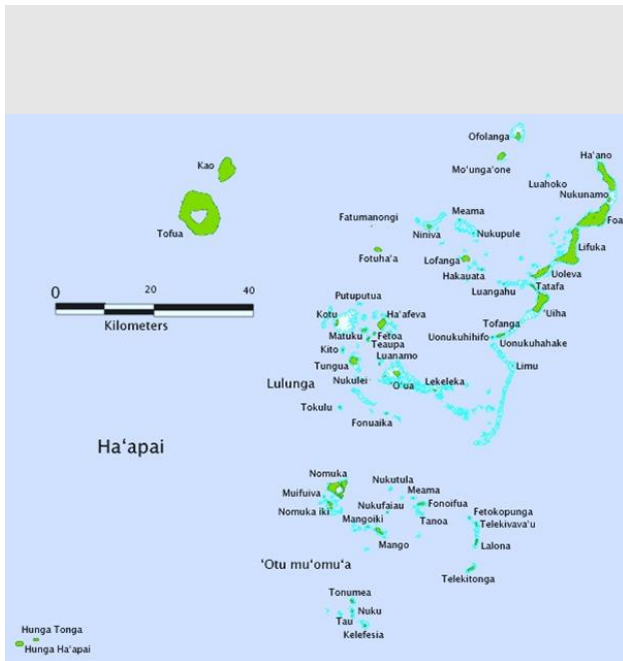 Ofolanga
Mo'unga'one
Ha'ano
Kao
Luahoko
Nukunamo
Foa
Meama
Fatumanongi
Tofua
Niniva
Nukupule
Lifuka
Fotuha'a
Lofanga
Uoleva
Hakauata
Tatafa
Luangahu
0 20 40
Kilometers
Putuputua
'Uiha
Kotu
Ha'afeva
Tofanga
Matuku
Fetoa
Uonukuhihifo
Teaupa
Uonukuhahake
Kito
Luanamo
Tungua
Limu
Lulunga
Nukulei
'O'ua
Lekeleka
Tokulu
Fonuaika
Ha'apai
Nomuka
Nukutula
Muifuiva
Meama
Nomuka iki
Nukufaiau
Fonoifua
Fetokopunga
Mangoiki
Tanoa
Telekivava'u
Mango
Lalona
'Otu mu'omu'a
Telekitonga
Tonumea
Nuku
Tau
Kelefesia
Hunga Tonga
Hunga Ha'apai